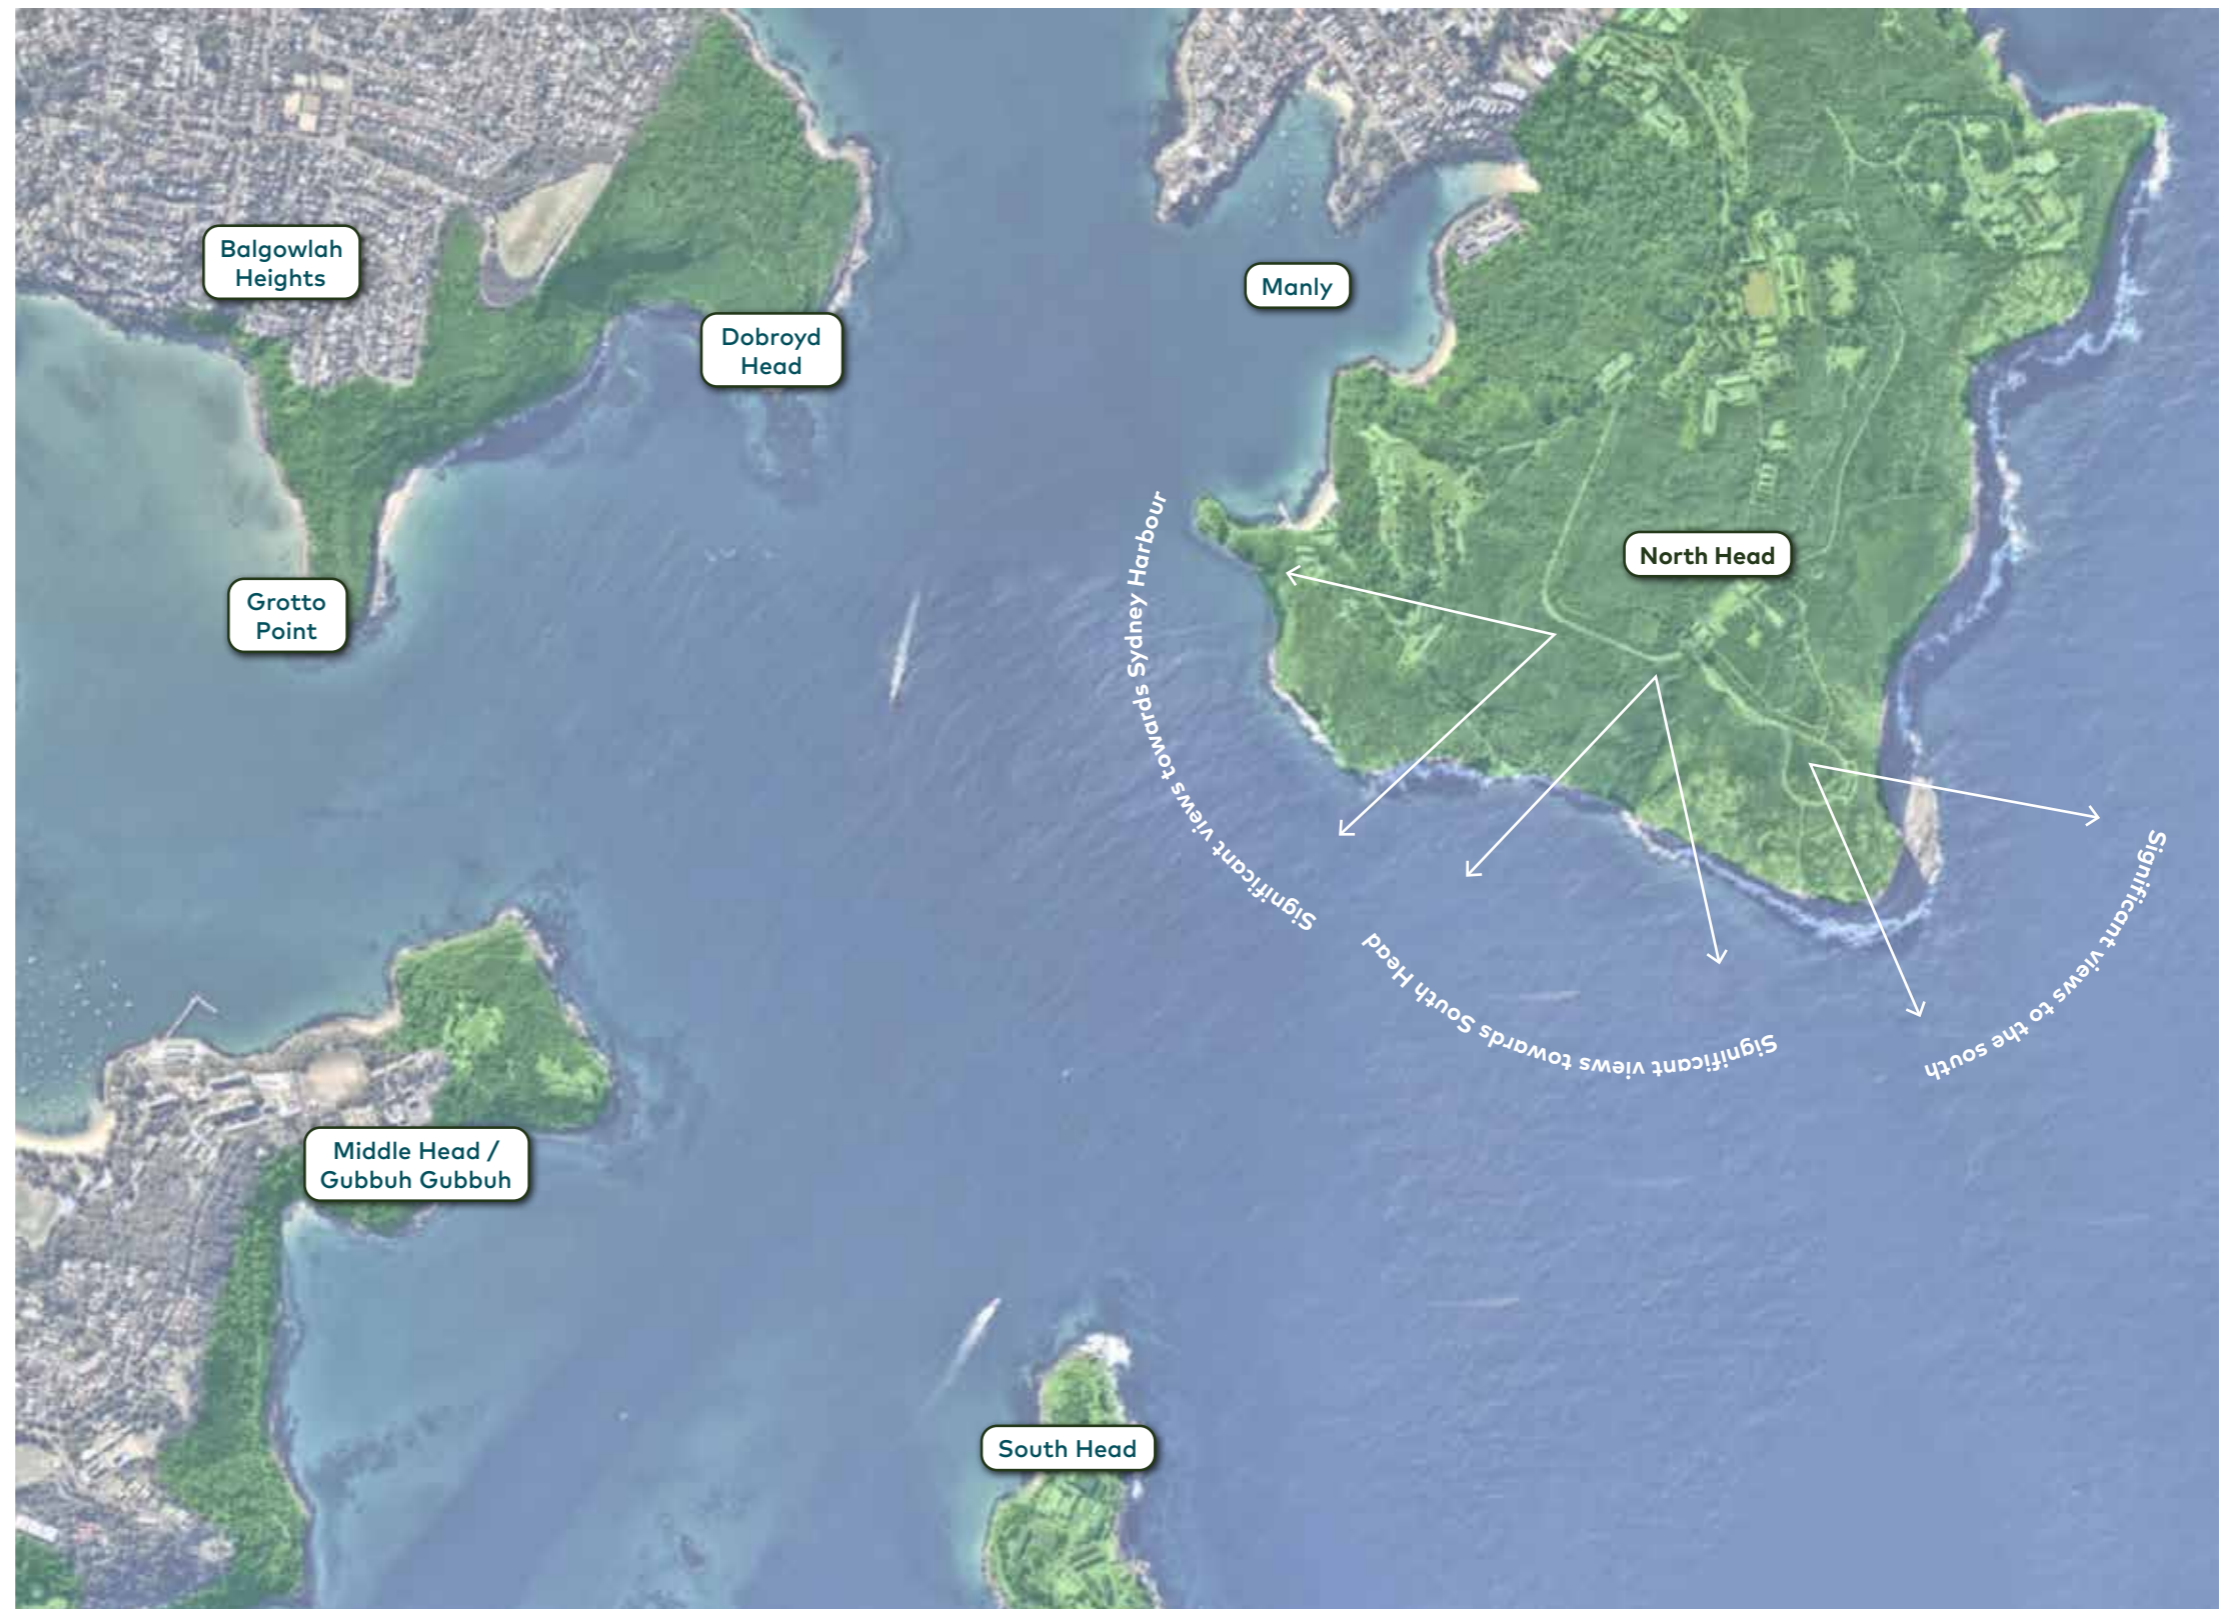 Balgowlah
Heights
Manly
Dobroyd
Head
North Head
Grotto
Point
Significant views towards Sydney Harbour
Significant views towards South Head
Significant views to the south
Middle Head /
Gubbuh Gubbuh
South Head